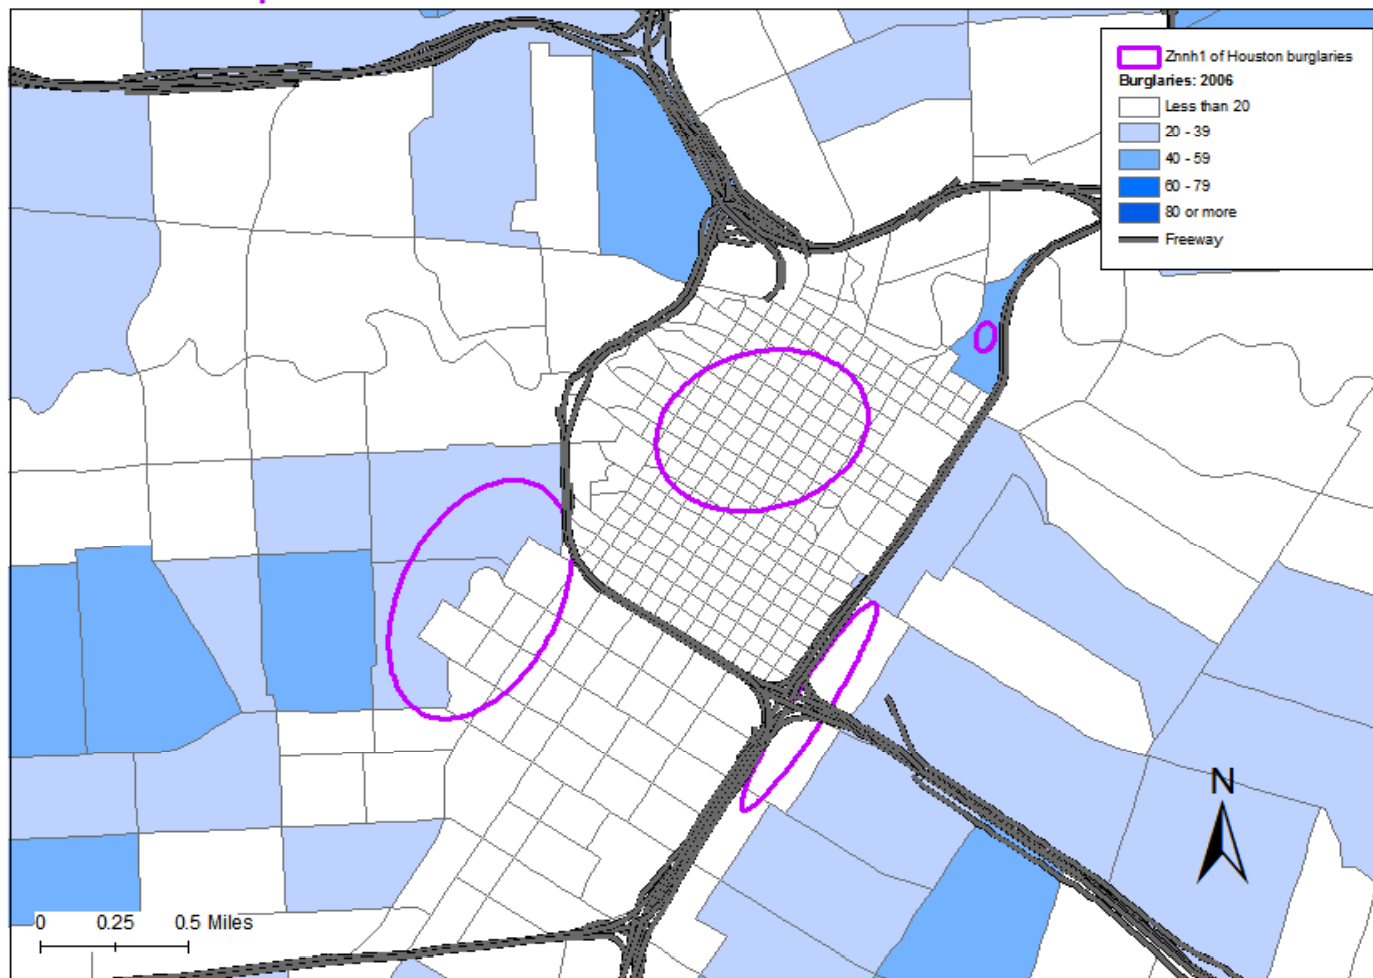 Znnh1 of Houston burglaries
Burglaries: 2006
Less than 20
20 - 39
40 - 59
60 - 79
80 or more
Freeway
N
0 0.25 0.5 Miles